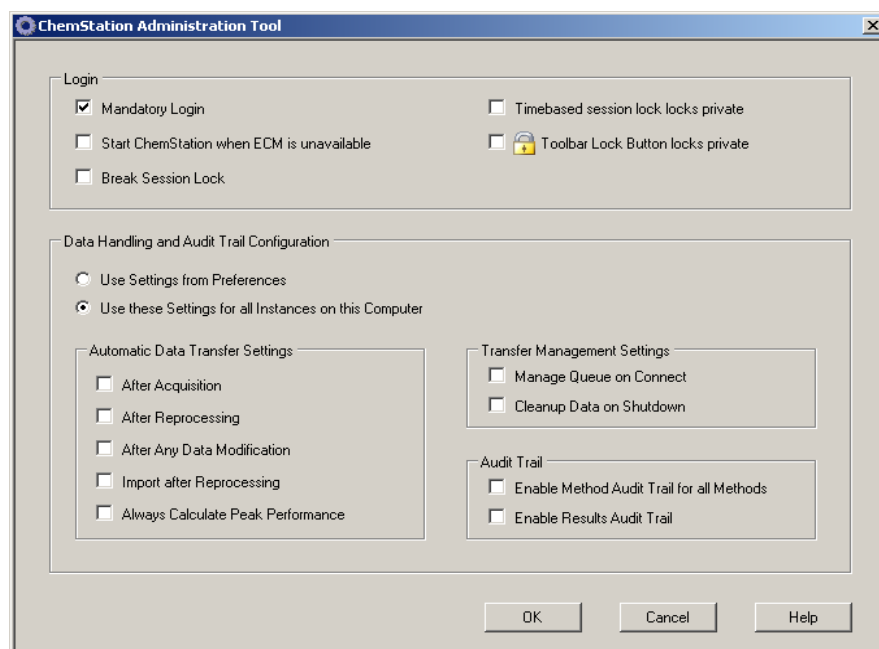 ChemStation Administration Tool
Login
Mandatory Login
Timebased session lock locks private
Start ChemStation when ECM is unavailable
Toolbar Lock Button locks private
Break Session Lock
Data Handling and Audit Trail Configuration
Use Settings from Preferences
Use these Settings for all Instances on this Computer
Automatic Data Transfer Settings
After Acquisition
After Reprocessing
After Any Data Modification
Import after Reprocessing
Always Calculate Peak Performance
Transfer Management Settings
Manage Queue on Connect
Cleanup Data on Shutdown
Audit Trail
Enable Method Audit Trail for all Methods
Enable Results Audit Trail
OK
Cancel
Help